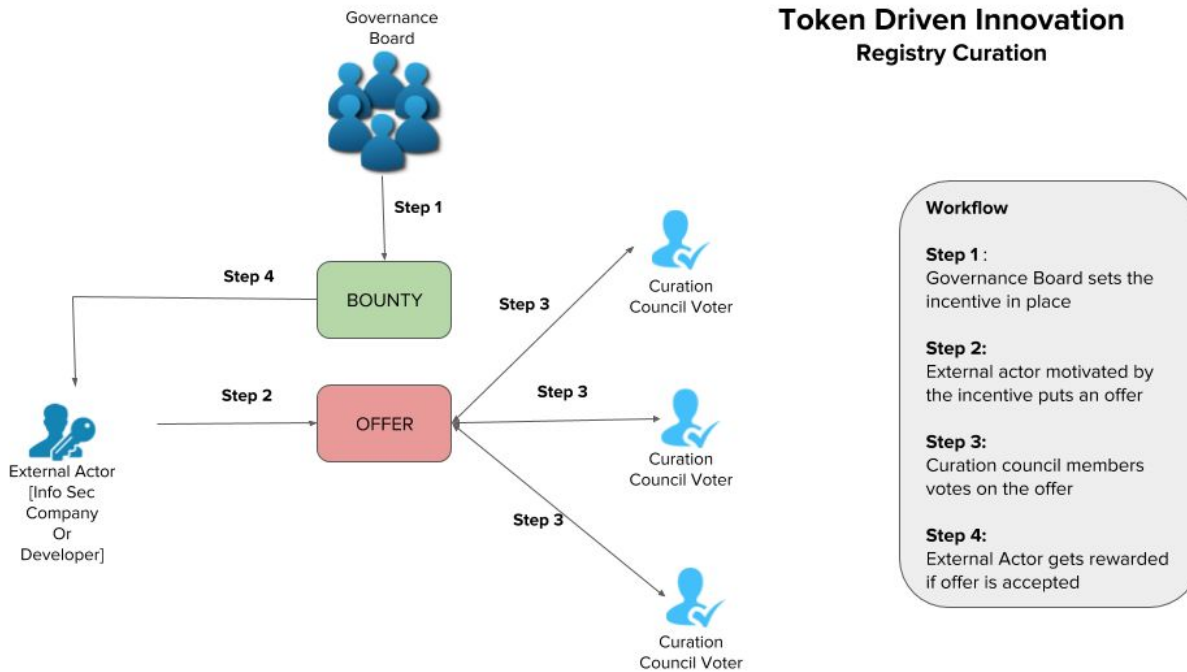 Token Driven Innovation
Registry Curation
Governance
Board
Step 1
Step 4
BOUNTY
Step 3
Curation
Council Voter
Step 2
OFFER
Step 3
Curation
Council Voter
External Actor
[Info Sec
Company
Or
Developer]
Step 3
Curation
Council Voter
Workflow
Step 1 :
Governance Board sets the
incentive in place
Step 2:
External actor motivated by
the incentive puts an offer
Step 3:
Curation council members
votes on the offer
Step 4:
External Actor gets rewarded
if offer is accepted